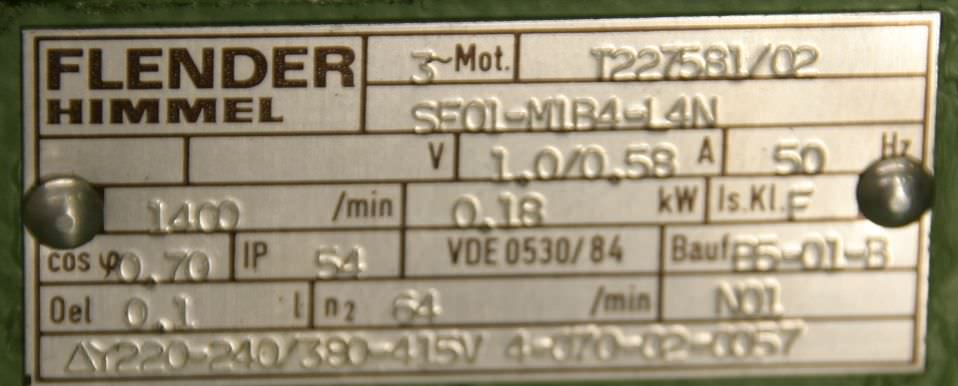 FLENDER
HIMMEL
3~Mot. T227581/02
SF01-M1B4-L4N
V 1.0/0.58 A 50 Hz
1400 /min 0.18 kW Is.Kl. F
cos φ 0.70 IP 54 VDE 0530/84 Bauf B5-01-B
Oel 0.1 l n2 64 /min N01
ΔY220-240/380-415V 4-070-02-0057